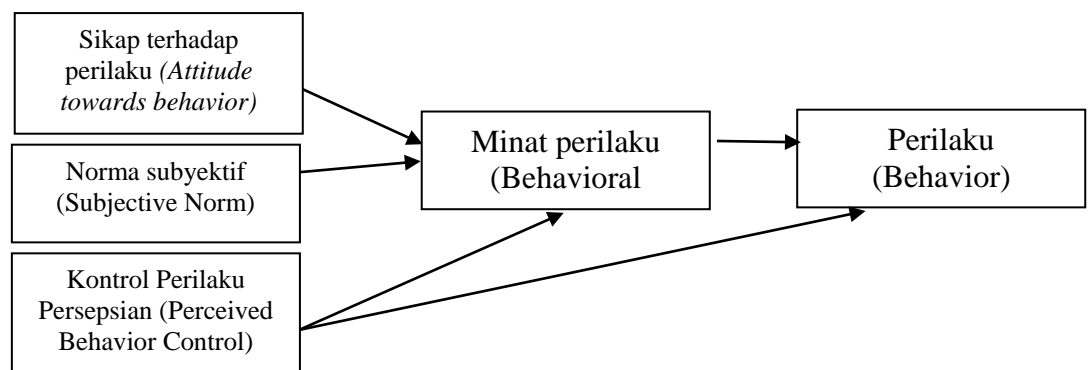 Sikap terhadap
perilaku (Attitude
towards behavior)
Norma subyektif
(Subjective Norm)
Kontrol Perilaku
Persepsian (Perceived
Behavior Control)
Minat perilaku
(Behavioral
Perilaku
(Behavior)